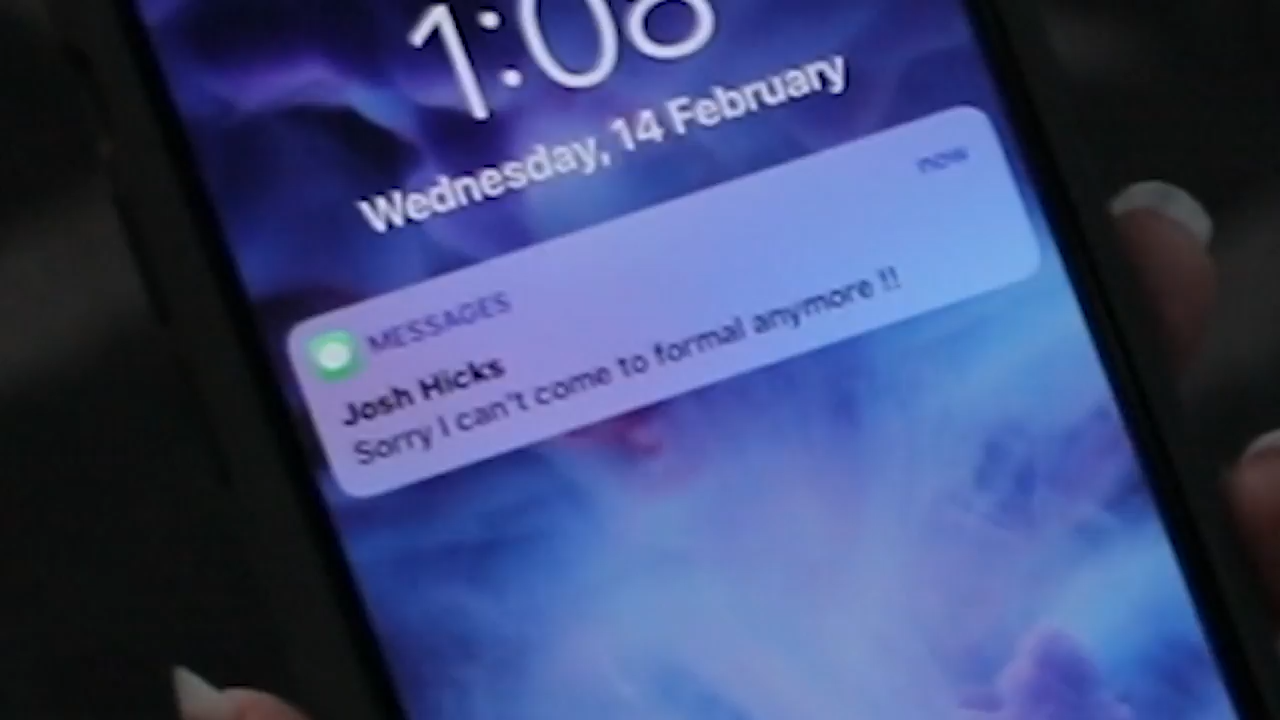 1:08
Wednesday, 14 February
MESSAGES
now
Josh Hicks
Sorry I can't come to formal anymore !!